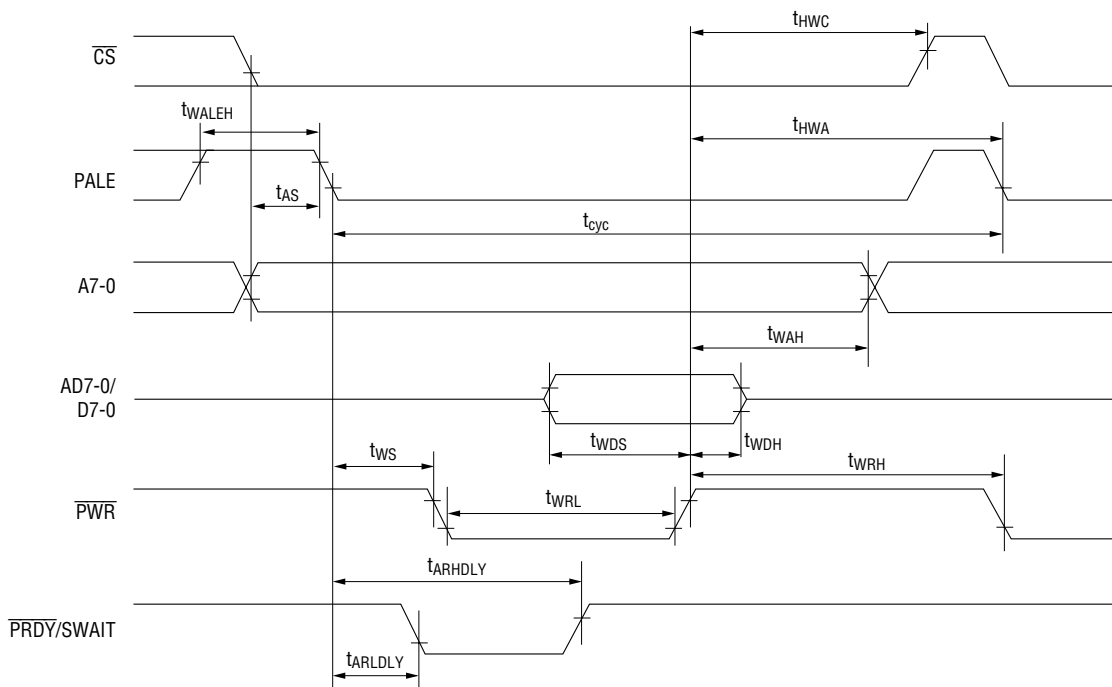 tHWC
CS
tWALEH
tHWA
PALE
tAS
tcyc
A7-0
tWAH
AD7-0/
D7-0
tWDS
tWDH
tWS
tWRH
PWR
tWRL
tARHDLY
PRDY/SWAIT
tARLDLY